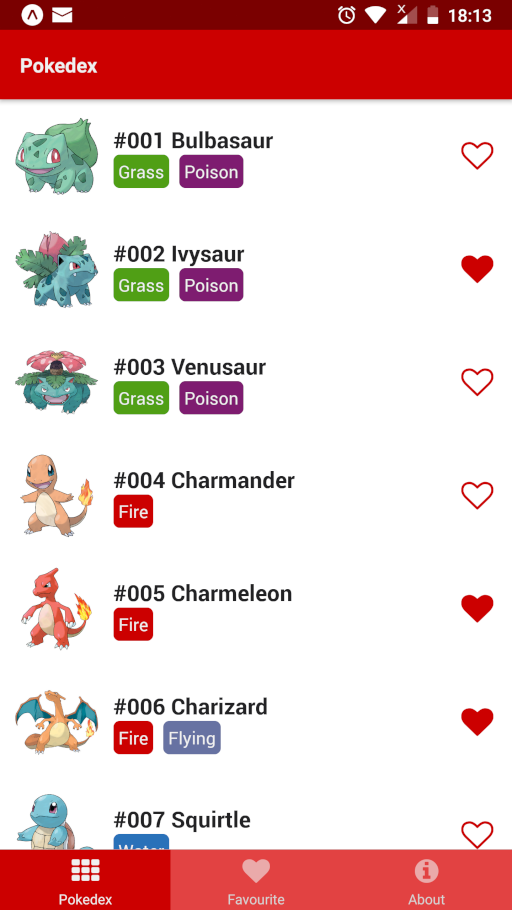 18:13
Pokedex
#001 Bulbasaur
Grass Poison
#002 Ivysaur
Grass Poison
#003 Venusaur
Grass Poison
#004 Charmander
Fire
#005 Charmeleon
Fire
#006 Charizard
Fire Flying
#007 Squirtle
Water
Pokedex Favourite About